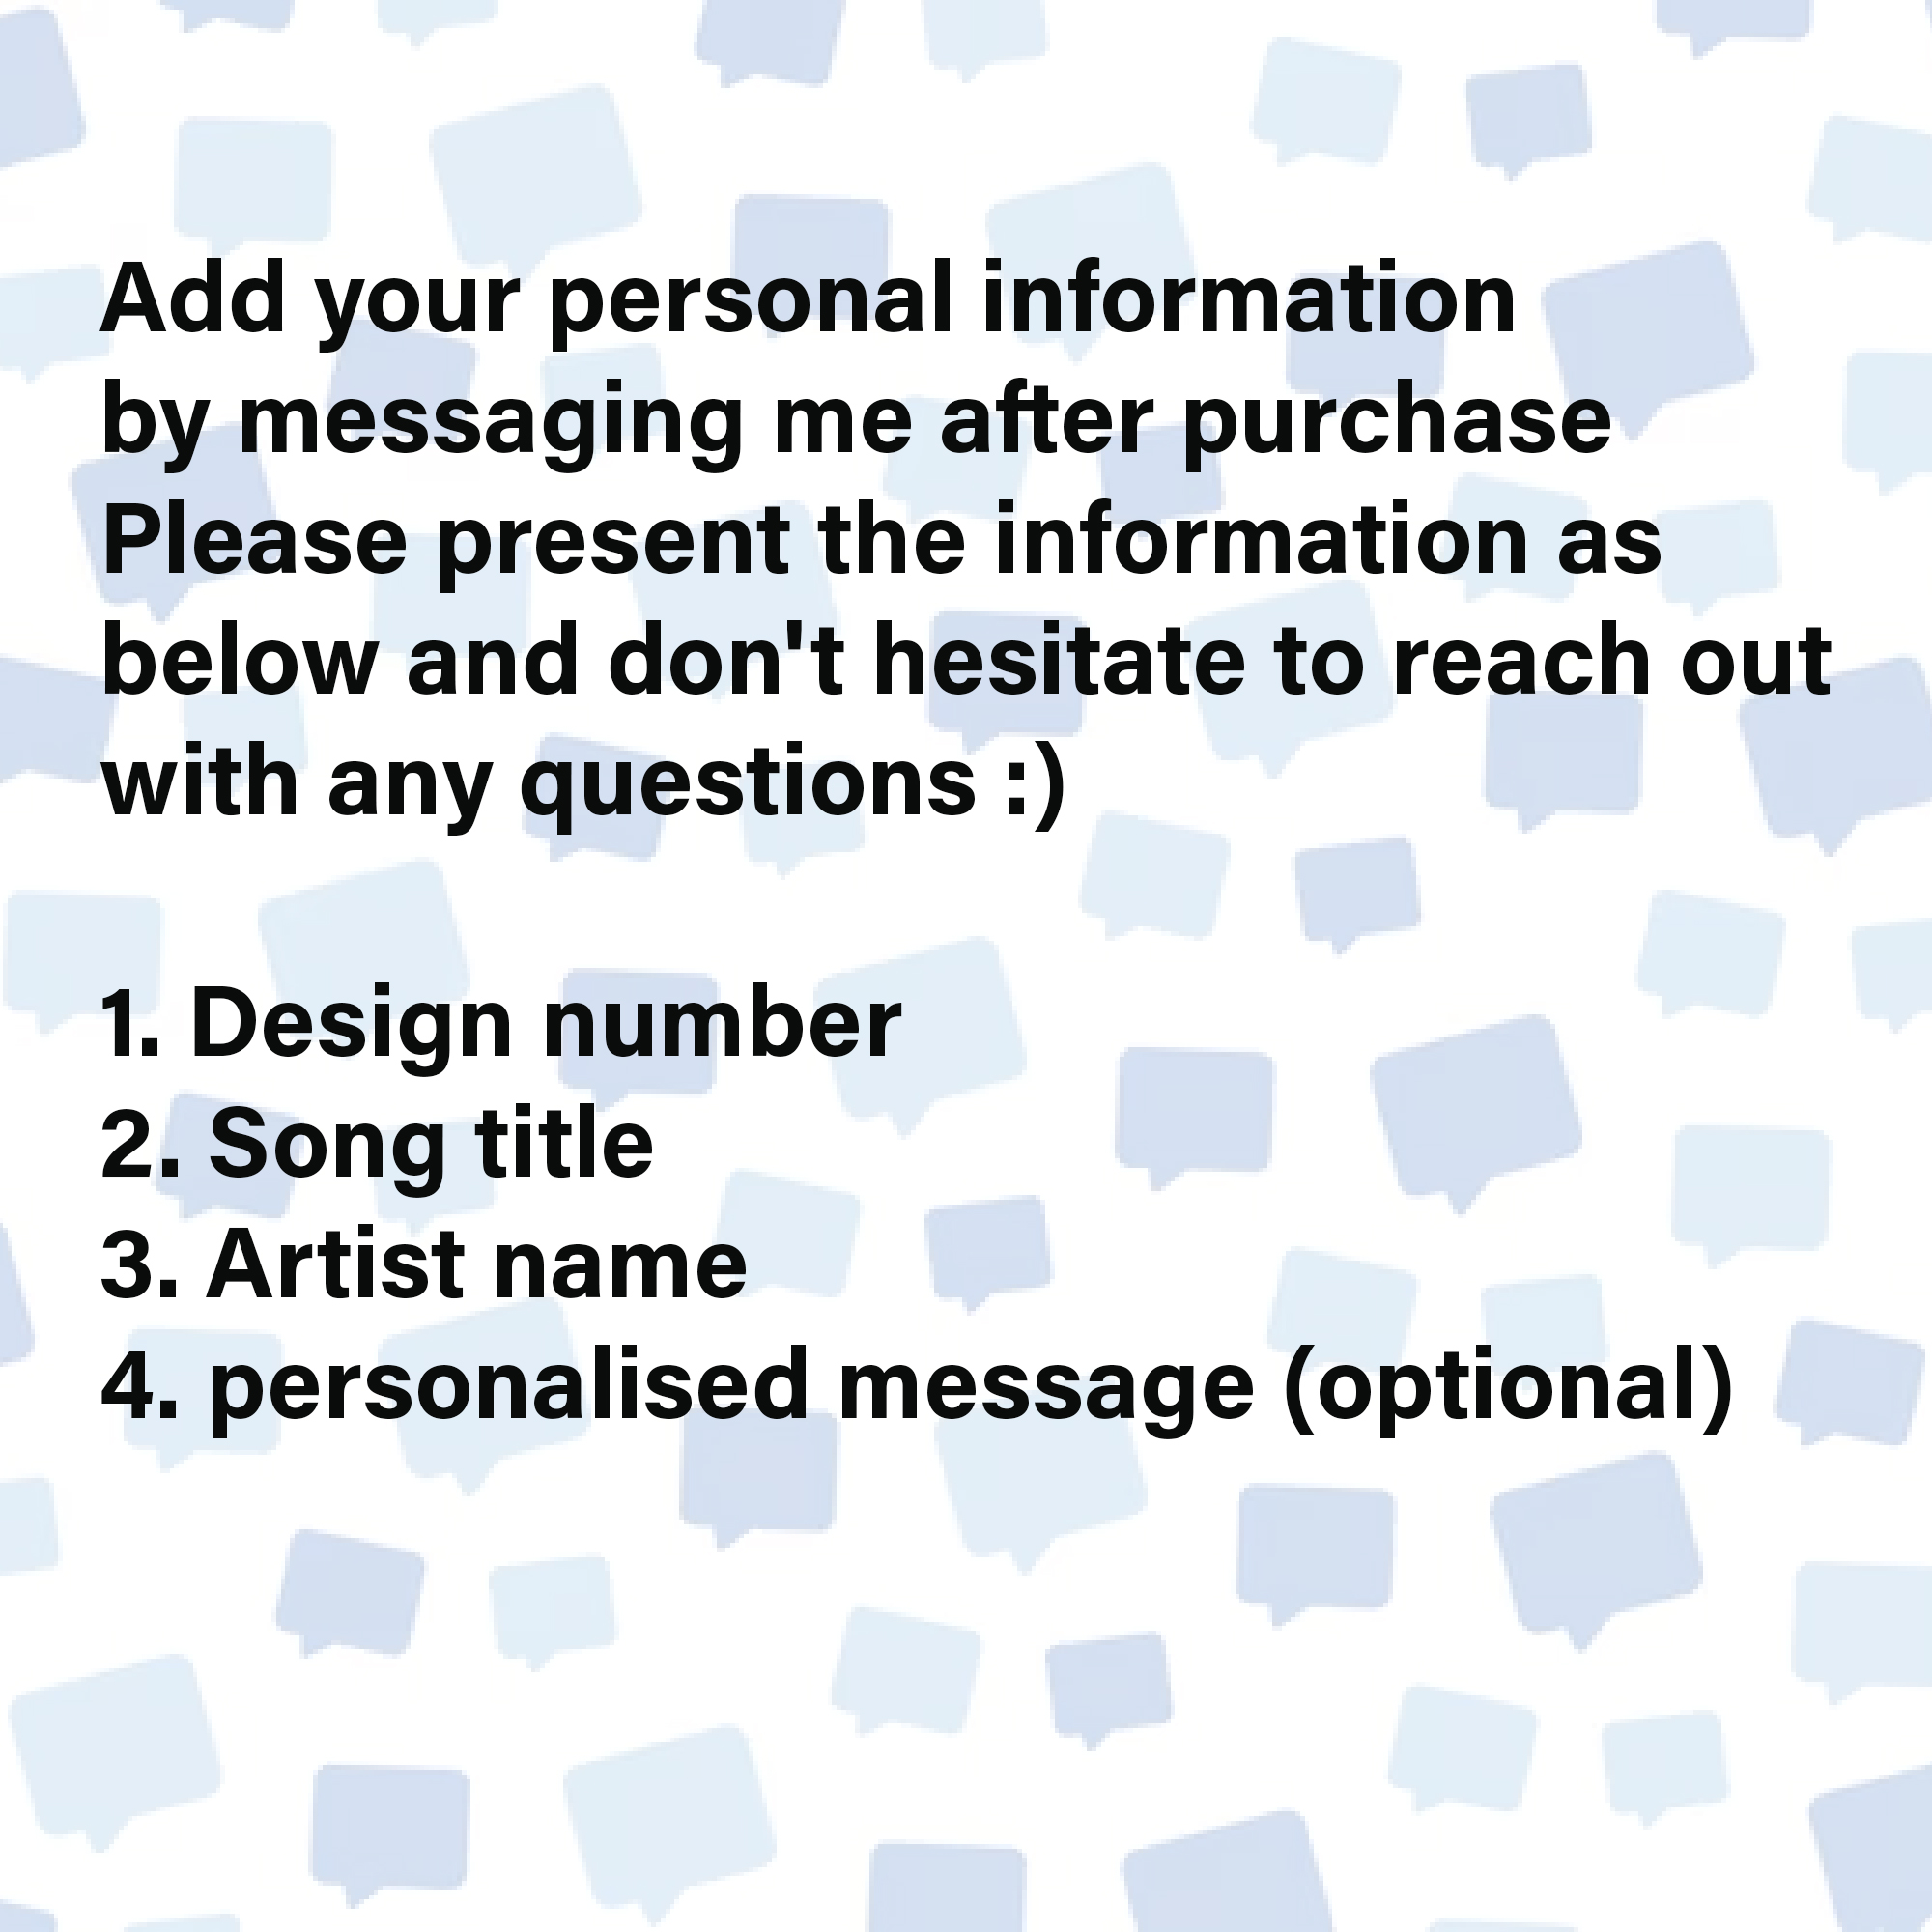 Add your personal information
by messaging me after purchase
Please present the information as
below and don't hesitate to reach out
with any questions :)
1. Design number
2. Song title
3. Artist name
4. personalised message (optional)